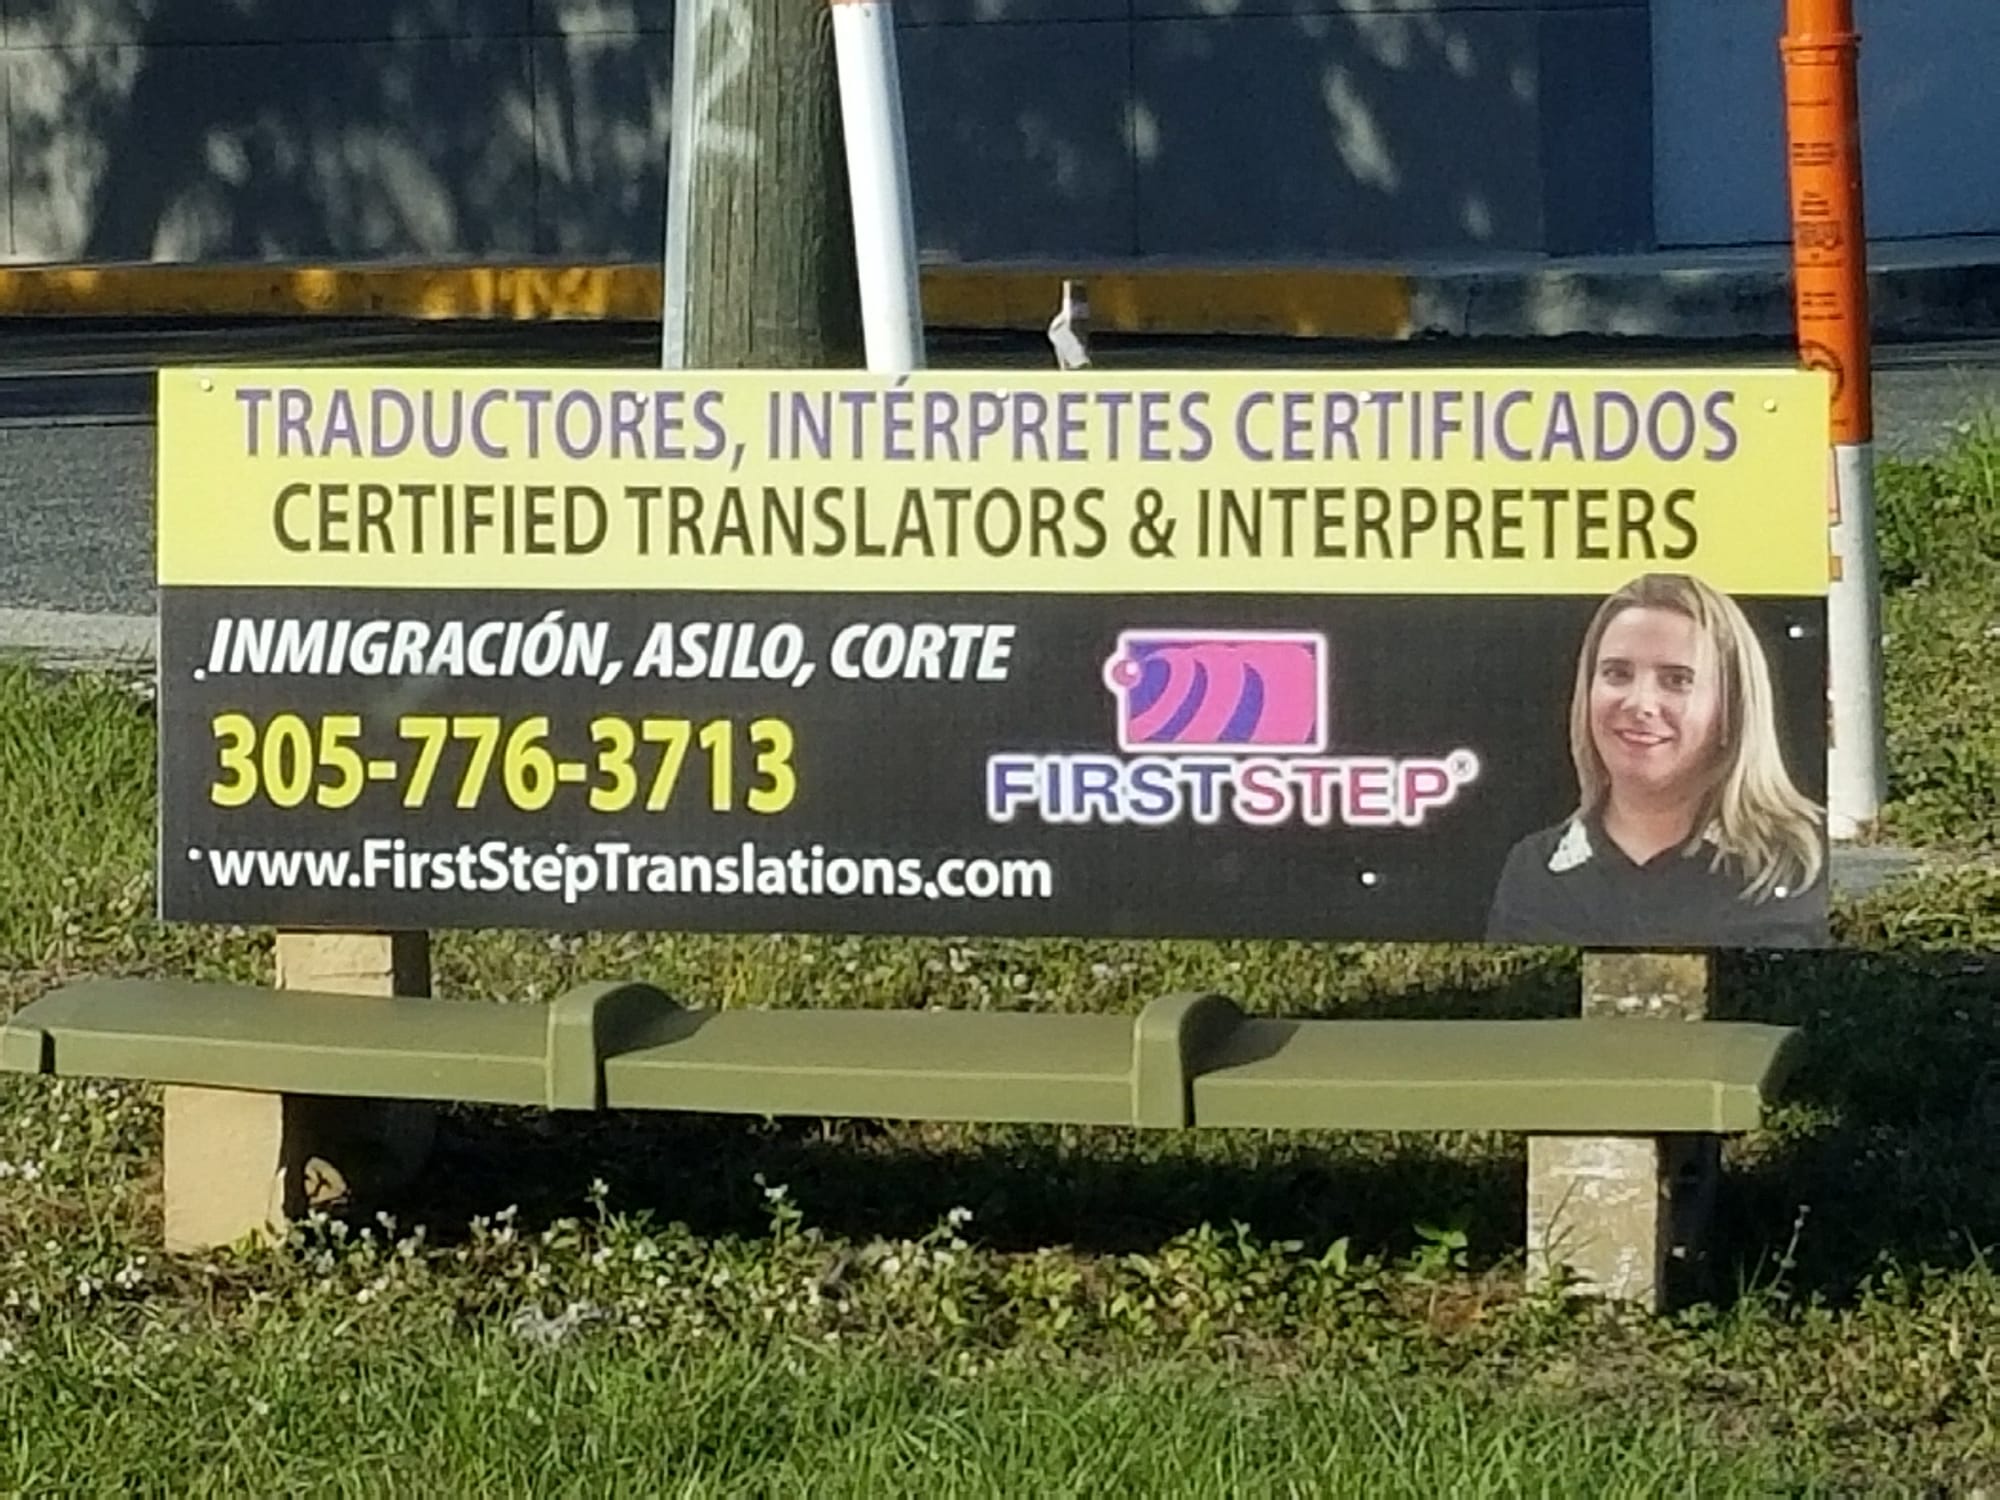 TRADUCTORES, INTÉRPRETES CERTIFICADOS
CERTIFIED TRANSLATORS & INTERPRETERS
INMIGRACIÓN, ASILO, CORTE
305-776-3713
FIRSTSTEP®
www.FirstStepTranslations.com